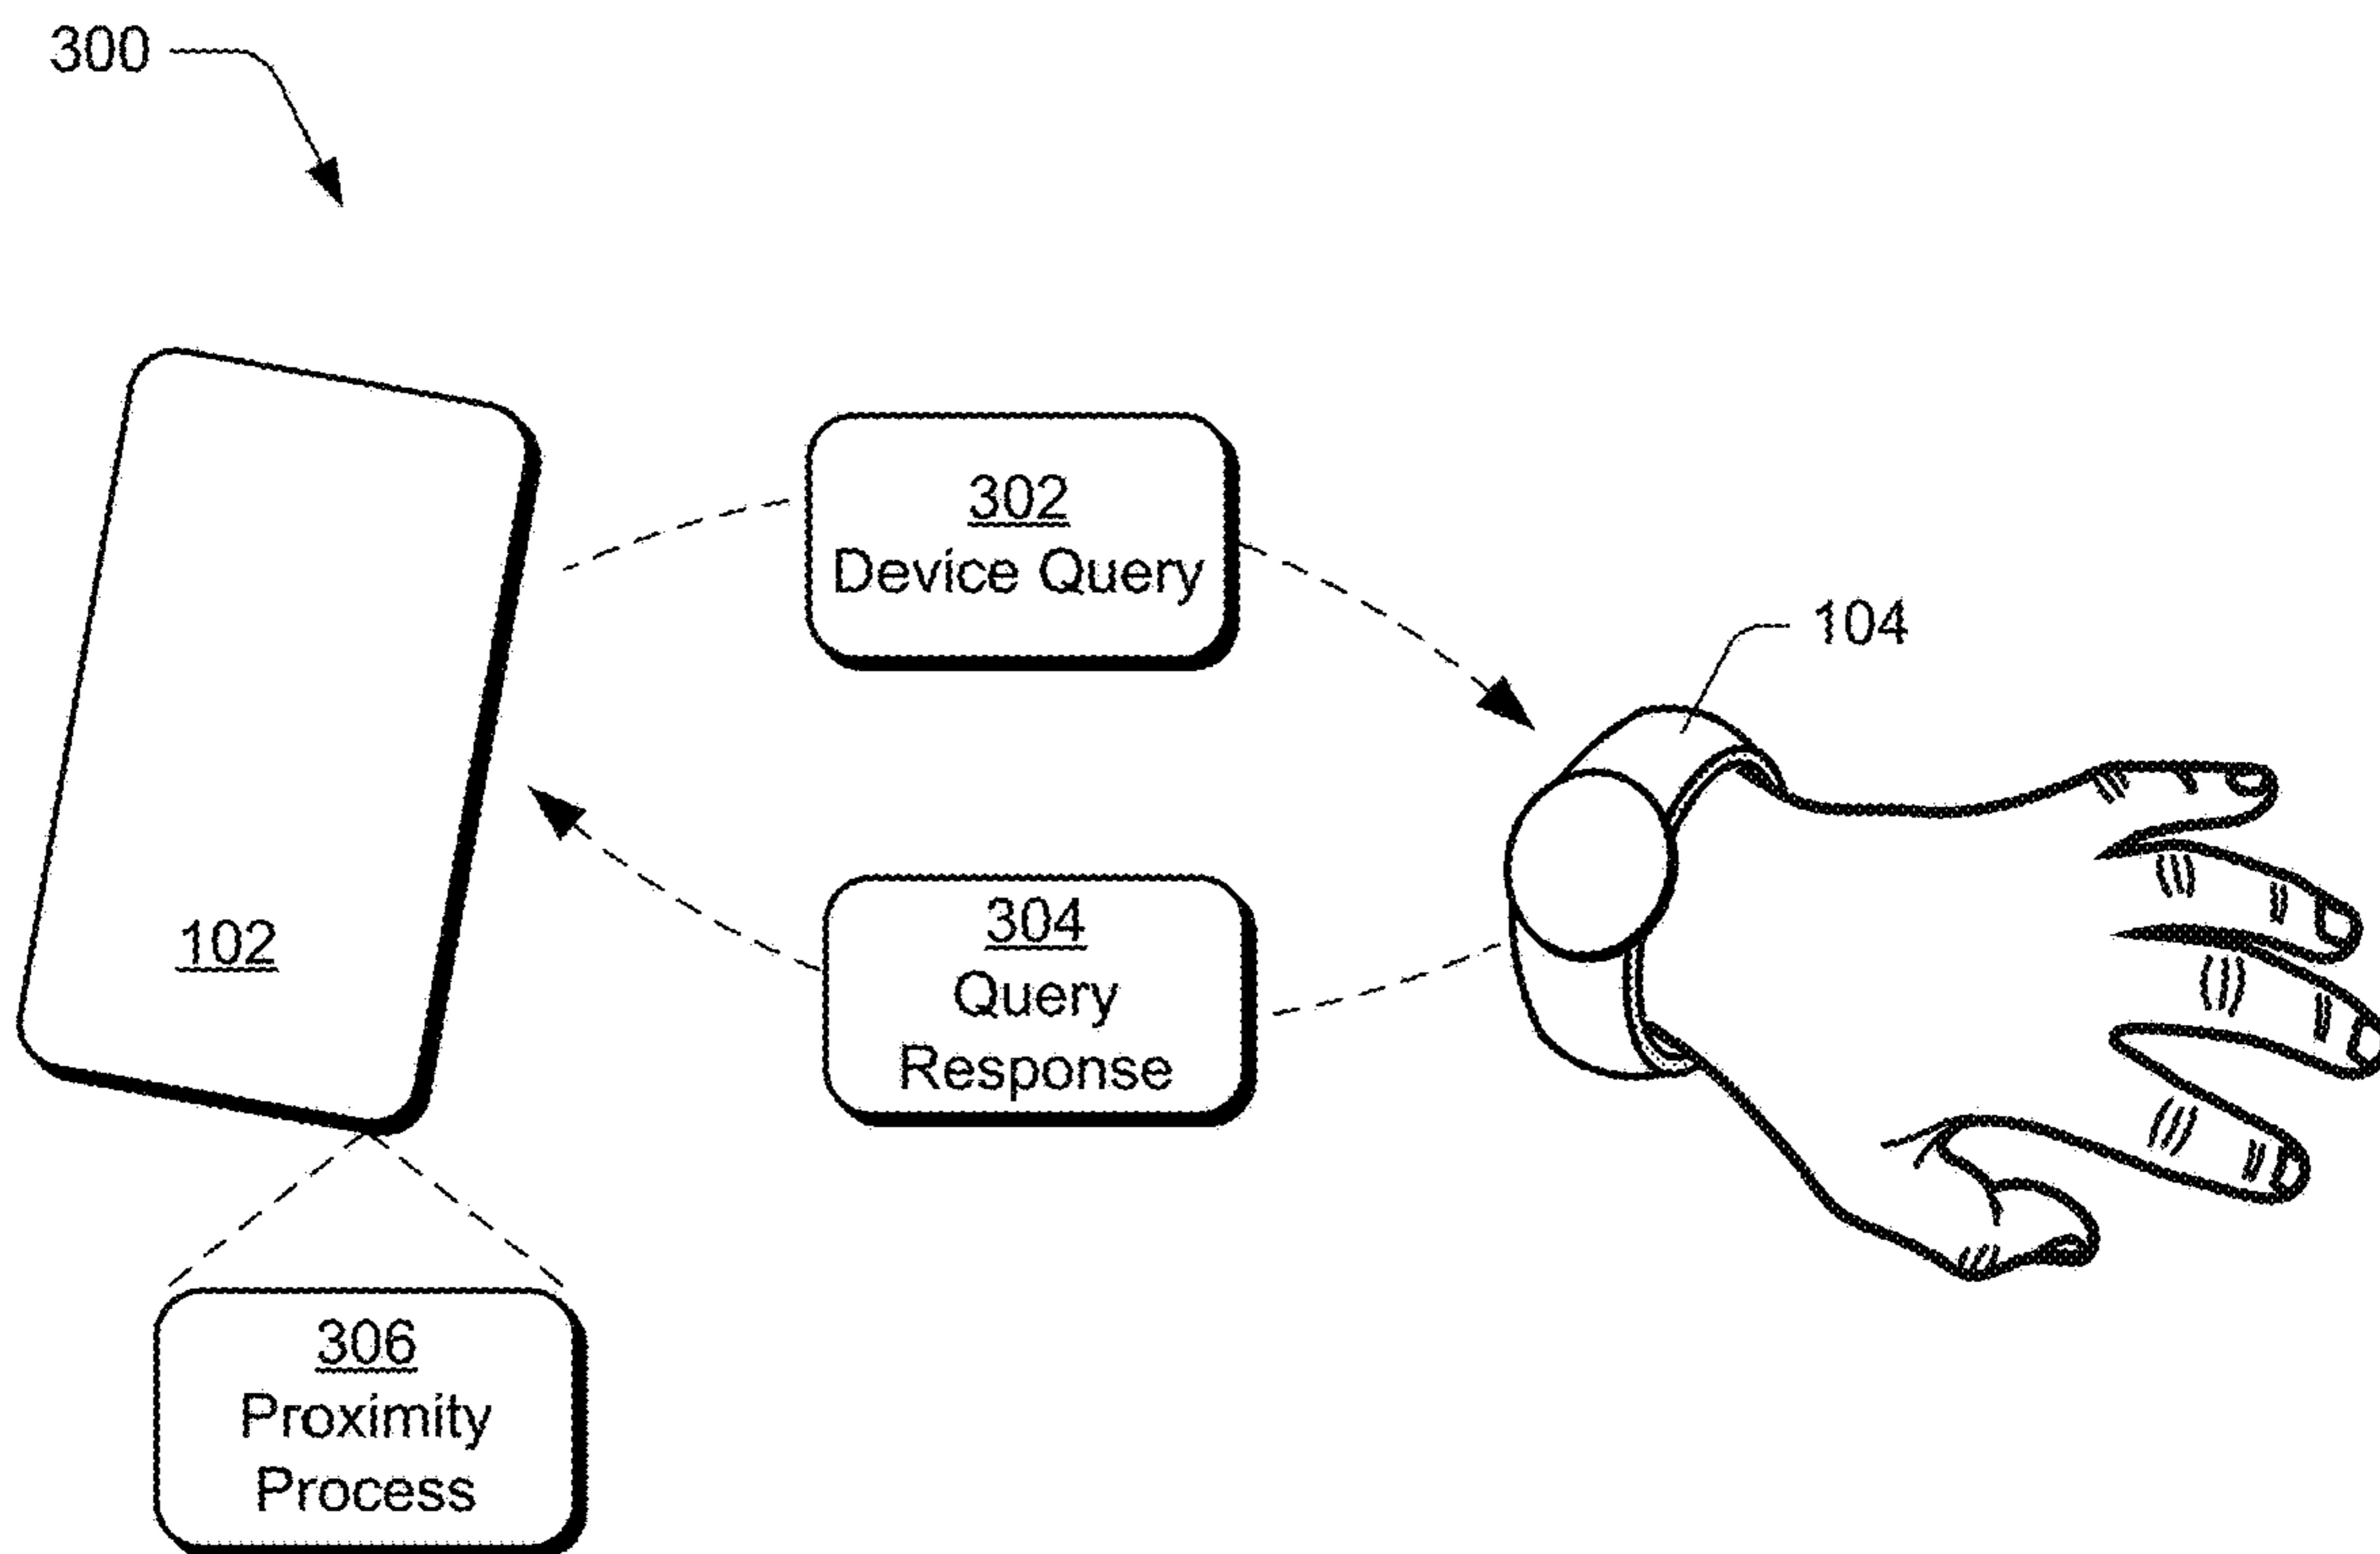 300
302
Device Query
104
102
304
Query
Response
306
Proximity
Process